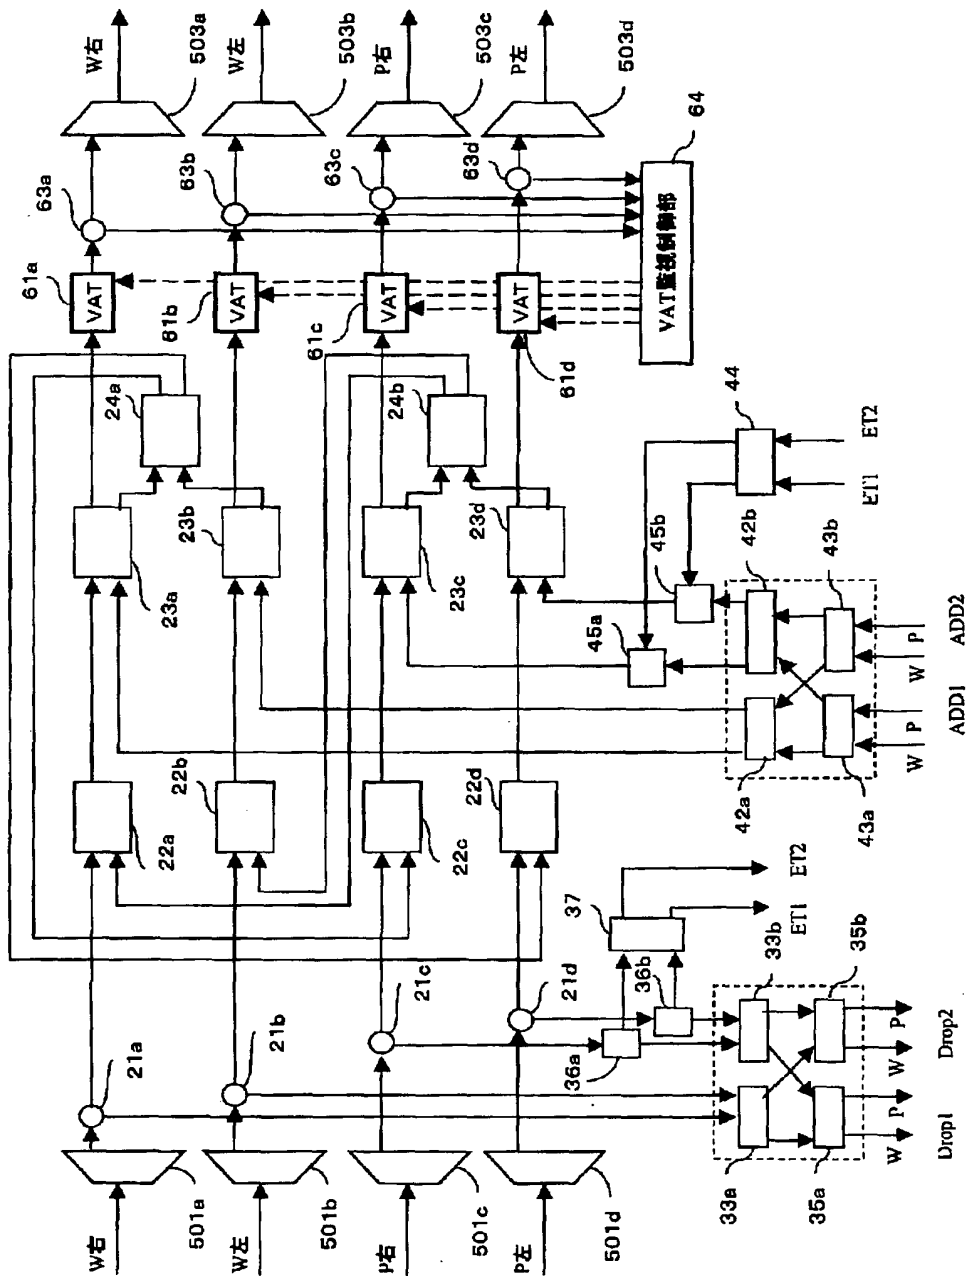 W右
W左
P右
P左
503a
503b
503c
503d
63a
63b
63c
63d
64
VAT監視制御部
61a
61b
61c
61d
VAT
VAT
VAT
VAT
24a
24b
44
ET2
ET1
23a
23b
23c
23d
45b
45a
42b
43b
P
W
ADD2
P
W
ADD1
42a
43a
22a
22b
22c
22d
37
ET2
ET1
21a
21b
21c
21d
36b
36a
33b
35b
P
W
Drop2
P
W
Drop1
33a
35a
501a
501b
501c
501d
W右
W左
P右
P左